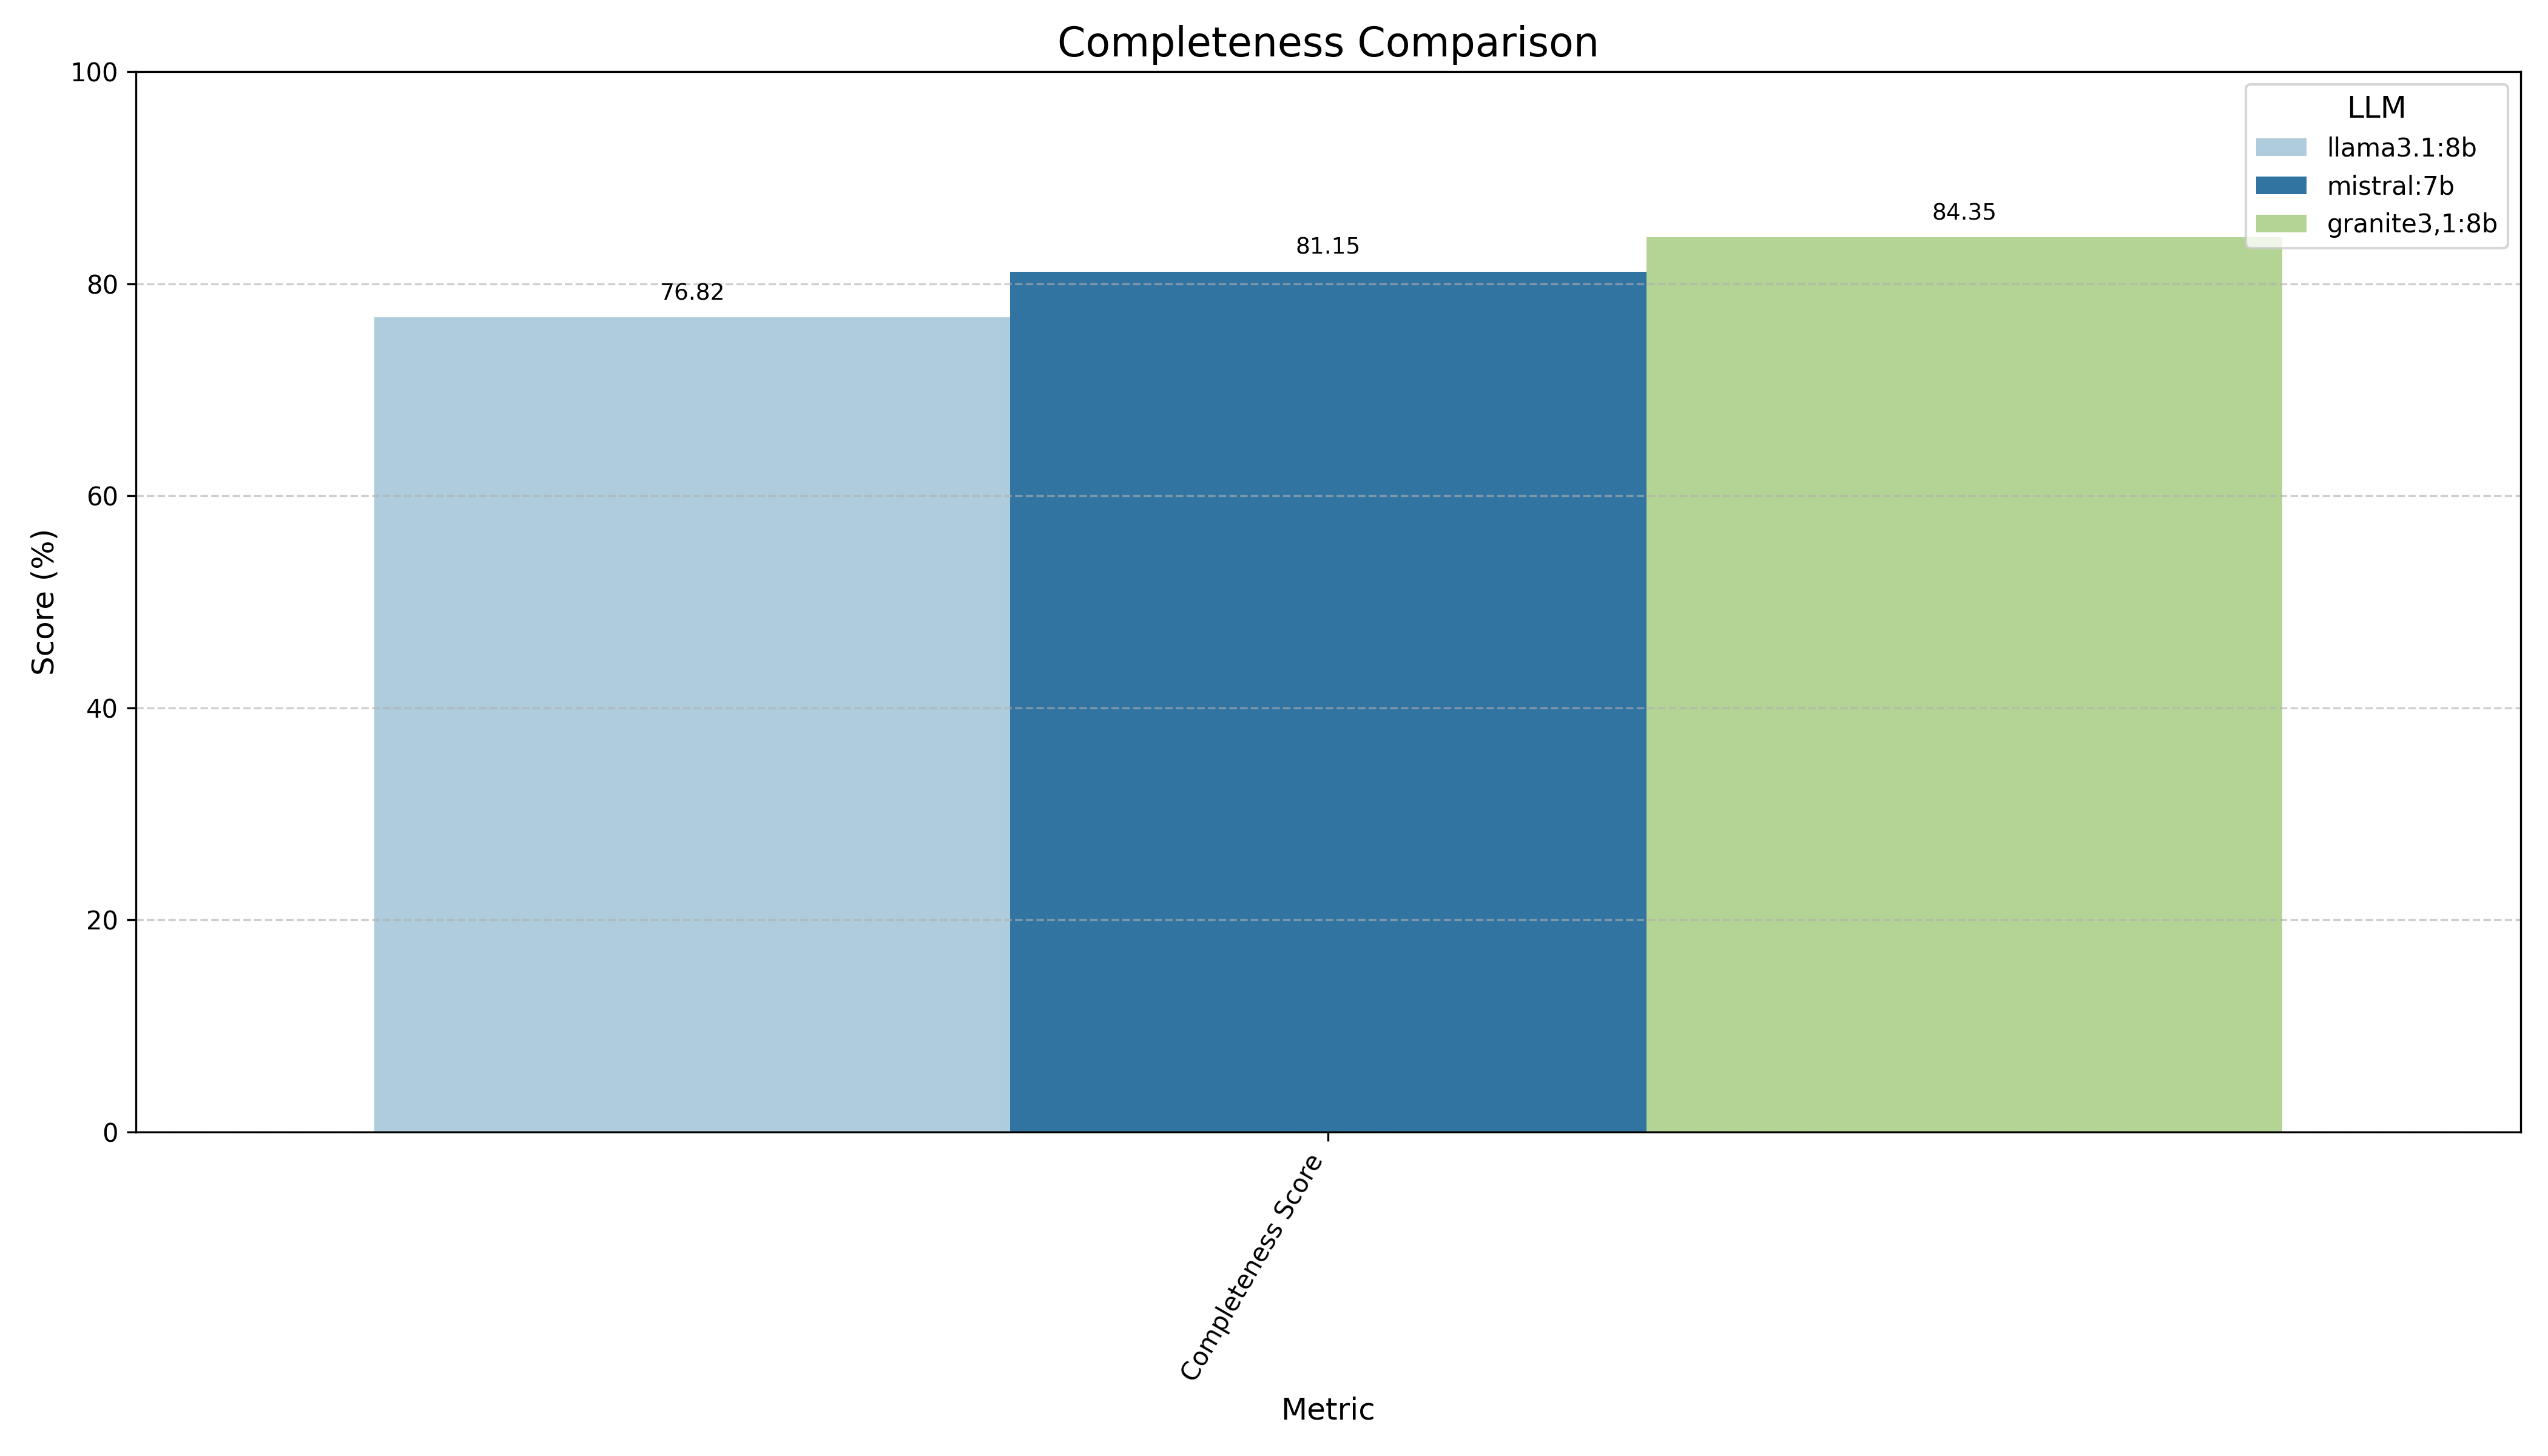 Completeness Comparison
100
80
60
40
20
0
Score (%)
LLM
llama3.1:8b
mistral:7b
granite3,1:8b
76.82
81.15
84.35
Completeness Score
Metric